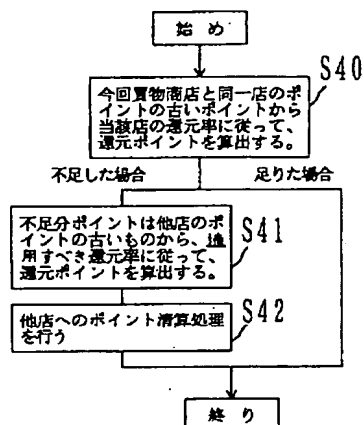 始め
S40
今回買物商店と同一店のポ
イントの古いポイントから
当該店の還元率に従って、
還元ポイントを算出する。
不足した場合
足りた場合
不足分ポイントは他店のポ
イントの古いものから、適
用すべき還元率に従って、
還元ポイントを算出する。
S41
他店へのポイント清算処理
を行う
S42
終り